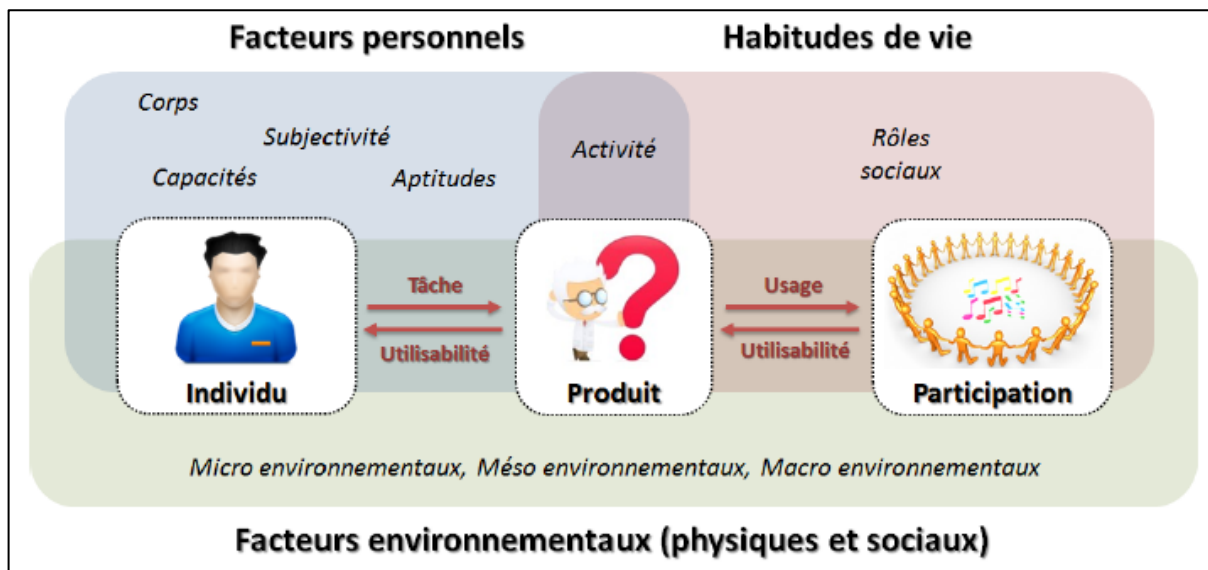 Facteurs personnels
Habitudes de vie
Corps
Subjectivité
Capacités
Aptitudes
Activité
Rôles
sociaux
Tâche
Utilisabilité
Usage
Utilisabilité
Individu
Produit
Participation
Micro environnementaux, Méso environnementaux, Macro environnementaux
Facteurs environnementaux (physiques et sociaux)